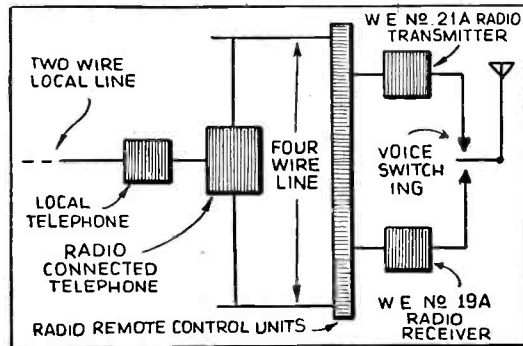 W E Nº. 21A RADIO
TRANSMITTER
TWO WIRE
LOCAL LINE
FOUR
WIRE
LINE
VOICE
SWITCH
ING
LOCAL
TELEPHONE
RADIO
CONNECTED
TELEPHONE
W E Nº 19A
RADIO
RECEIVER
RADIO REMOTE CONTROL UNITS